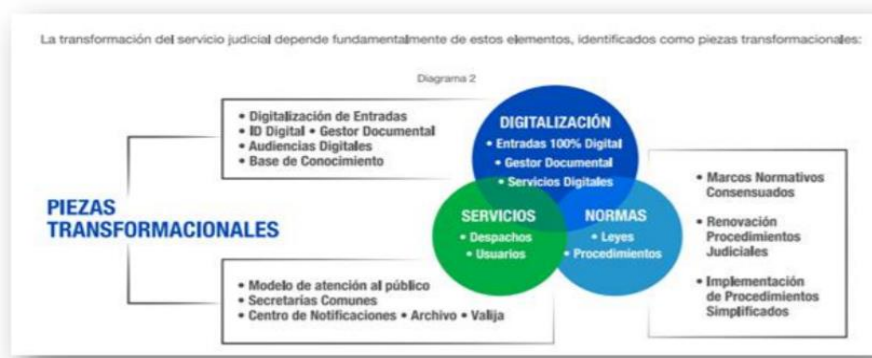 La transformación del servicio judicial depende fundamentalmente de estos elementos, identificados como piezas transformacionales:
Diagrama 2
• Digitalización de Entradas
• ID Digital • Gestor Documental
• Audiencias Digitales
• Base de Conocimiento
DIGITALIZACIÓN
• Entradas 100% Digital
• Gestor Documental
• Servicios Digitales
PIEZAS
TRANSFORMACIONALES
SERVICIOS
• Despachos
• Usuarios
NORMAS
• Leyes
• Procedimientos
• Marcos Normativos
Consensuados
• Renovación
Procedimientos
Judiciales
• Implementación
de Procedimientos
Simplificados
• Modelo de atención al público
• Secretarías Comunes
• Centro de Notificaciones • Archivo • Valija